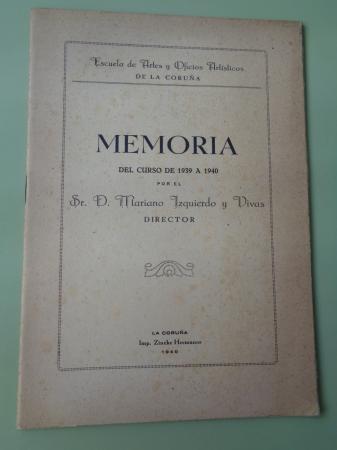 Escuela de Artes y Oficios Artísticos
DE LA CORUÑA
MEMORIA
DEL CURSO DE 1939 A 1940
POR EL
Sr. D. Mariano Izquierdo y Vivas
DIRECTOR
LA CORUÑA
Imp. Zincke Hermanos
1940